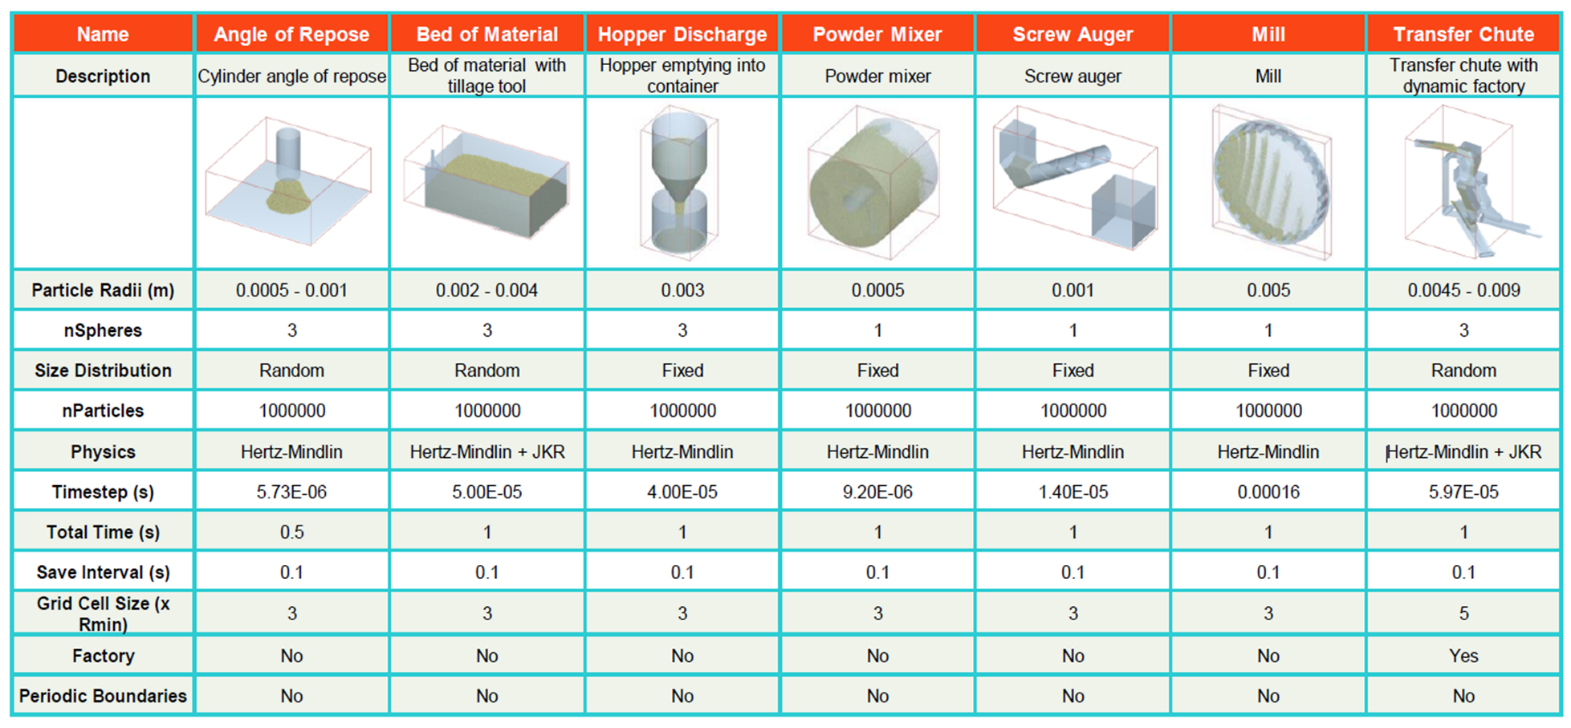 Name Angle of Repose Bed of Material Hopper Discharge Powder Mixer Screw Auger Mill Transfer Chute
Description Cylinder angle of repose Bed of material with tillage tool Hopper emptying into container Powder mixer Screw auger Mill Transfer chute with dynamic factory
Particle Radii (m) 0.0005 - 0.001 0.002 - 0.004 0.003 0.0005 0.001 0.005 0.0045 - 0.009
nSpheres 3 3 3 1 1 1 3
Size Distribution Random Random Fixed Fixed Fixed Fixed Random
nParticles 1000000 1000000 1000000 1000000 1000000 1000000 1000000
Physics Hertz-Mindlin Hertz-Mindlin + JKR Hertz-Mindlin Hertz-Mindlin Hertz-Mindlin Hertz-Mindlin Hertz-Mindlin + JKR
Timestep (s) 5.73E-06 5.00E-05 4.00E-05 9.20E-06 1.40E-05 0.00016 5.97E-05
Total Time (s) 0.5 1 1 1 1 1 1
Save Interval (s) 0.1 0.1 0.1 0.1 0.1 0.1 0.1
Grid Cell Size (x Rmin) 3 3 3 3 3 3 5
Factory No No No No No No Yes
Periodic Boundaries No No No No No No No